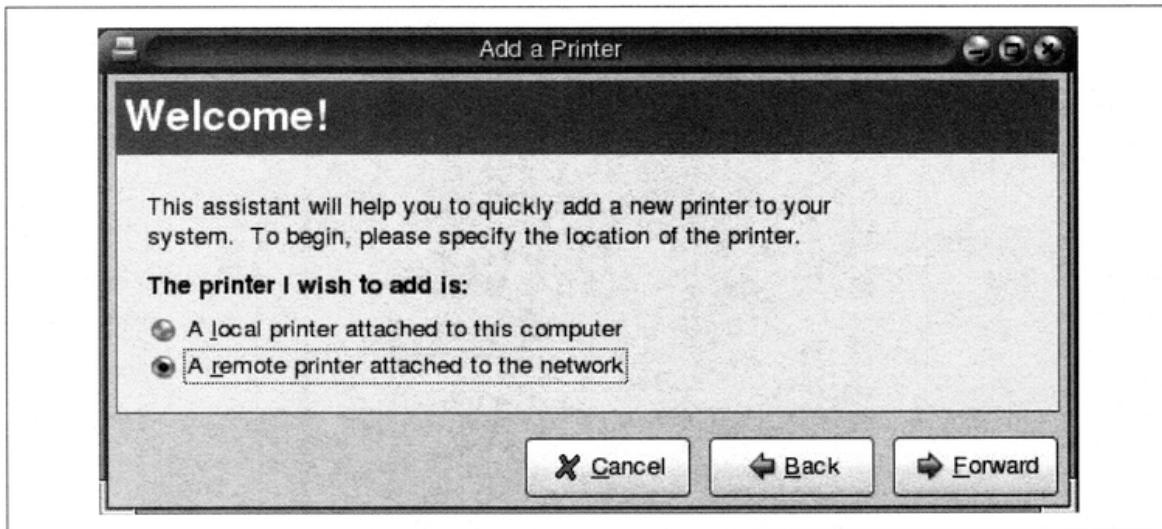 Add a Printer
Welcome!
This assistant will help you to quickly add a new printer to your
system. To begin, please specify the location of the printer.
The printer I wish to add is:
A local printer attached to this computer
A remote printer attached to the network
Cancel
Back
Forward